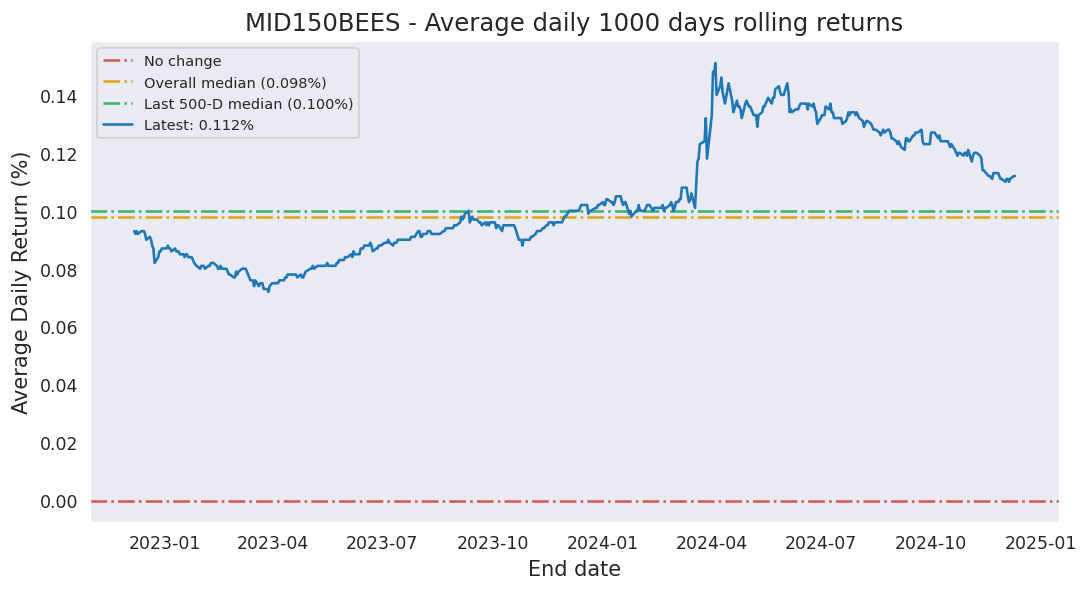 MID150BEES - Average daily 1000 days rolling returns
No change
Overall median (0.098%)
Last 500-D median (0.100%)
Latest: 0.112%
Average Daily Return (%)
0.14
0.12
0.10
0.08
0.06
0.04
0.02
0.00
2023-01 2023-04 2023-07 2023-10 2024-01 2024-04 2024-07 2024-10 2025-01
End date